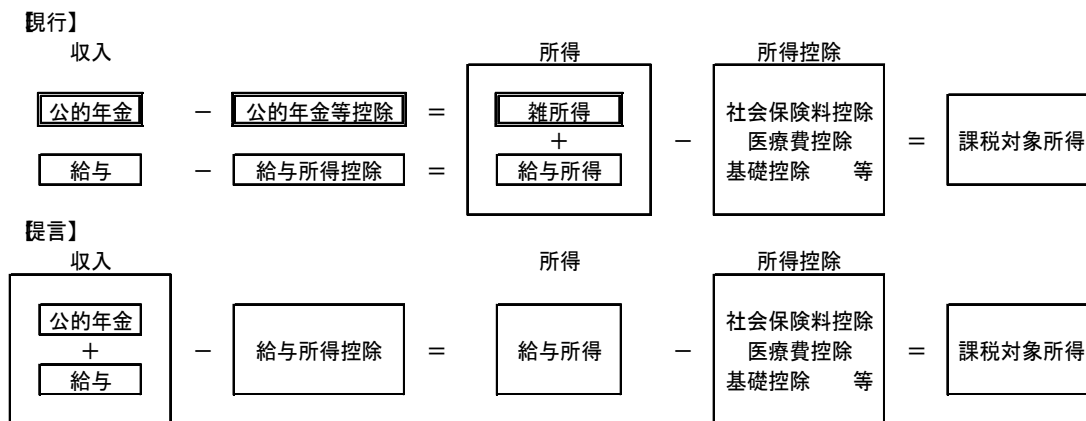 【現行】
収入 所得 所得控除
公的年金 － 公的年金等控除 ＝ 雑所得 社会保険料控除
＋ － 医療費控除 ＝ 課税対象所得
給与 － 給与所得控除 ＝ 給与所得 基礎控除 等
【提言】
収入 所得 所得控除
公的年金 社会保険料控除
＋ － 給与所得控除 ＝ 給与所得 － 医療費控除 ＝ 課税対象所得
給与 基礎控除 等